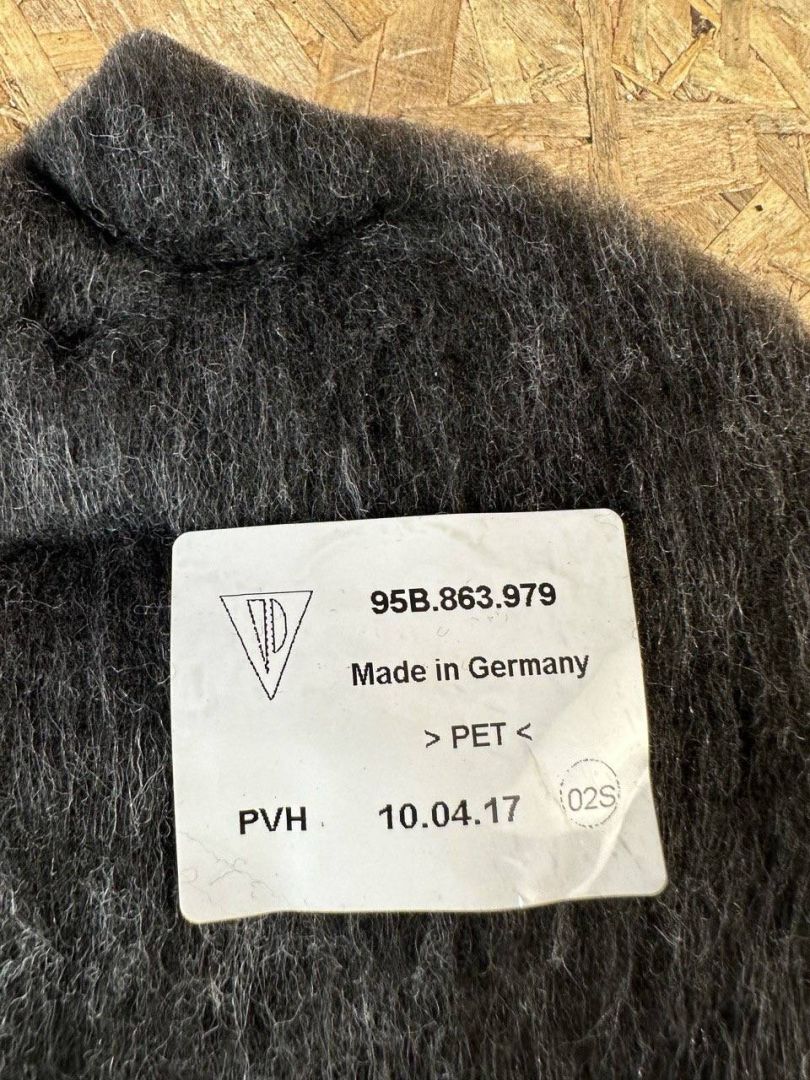 95B.863.979
Made in Germany
> PET <
PVH 10.04.17 02S